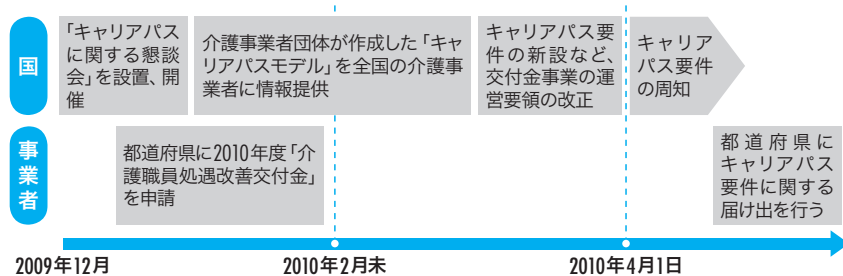 国
「キャリアパス
に関する懇談
会」を設置、開
催
介護事業者団体が作成した「キャ
リアパスモデル」を全国の介護事
業者に情報提供
キャリアパス要
件の新設など、
交付金事業の運
営要領の改正
キャリア
パス要件
の周知
事業者
都道府県に2010年度「介
護職員処遇改善交付金」
を申請
都道府県に
キャリアパス
要件に関する
届け出を行う
2009年12月
2010年2月末
2010年4月1日